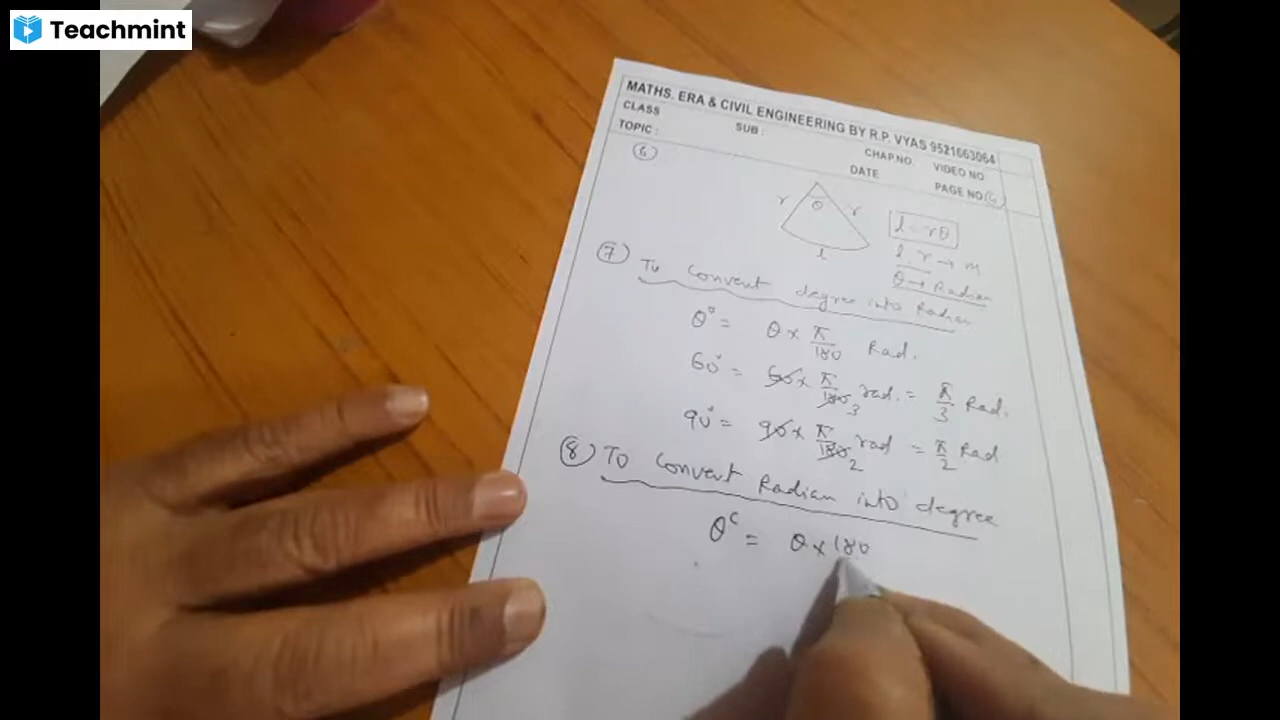 Teachmint
MATHS. ERA & CIVIL ENGINEERING BY R.P. VYAS 9521663064
CLASS
SUB :
CHAP.NO.
VIDEO NO
TOPIC :
DATE
PAGE NO.
6
r θ r
l
l = rθ
l, r → m
θ → Radian
7 To Convert degree into Radian
θ° = θ × π/180 Rad.
60° = 60 × π/180 3 rad. = π/3 Rad.
90° = 90 × π/180 2 rad = π/2 Rad
8 To Convert Radian into degree
θᶜ = θ × 180